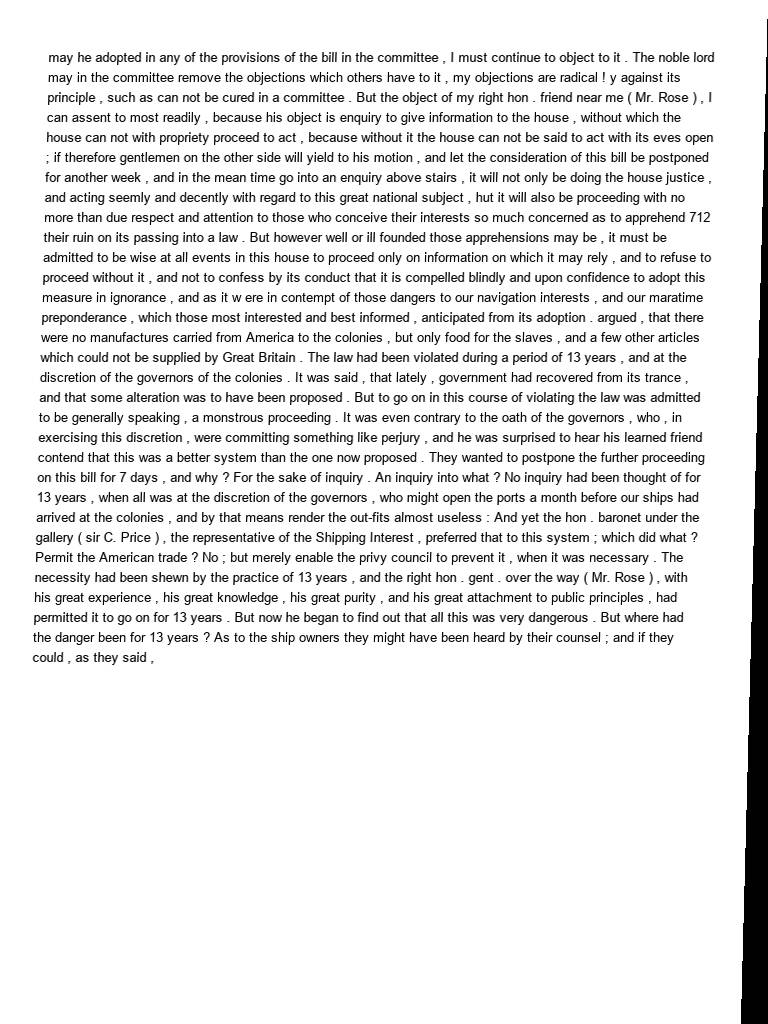 may he adopted in any of the provisions of the bill in the committee , I must continue to object to it . The noble lord
may in the committee remove the objections which others have to it , my objections are radical ! y against its
principle , such as can not be cured in a committee . But the object of my right hon . friend near me ( Mr. Rose ) , I
can assent to most readily , because his object is enquiry to give information to the house , without which the
house can not with propriety proceed to act , because without it the house can not be said to act with its eves open
; if therefore gentlemen on the other side will yield to his motion , and let the consideration of this bill be postponed
for another week , and in the mean time go into an enquiry above stairs , it will not only be doing the house justice ,
and acting seemly and decently with regard to this great national subject , hut it will also be proceeding with no
more than due respect and attention to those who conceive their interests so much concerned as to apprehend 712
their ruin on its passing into a law . But however well or ill founded those apprehensions may be , it must be
admitted to be wise at all events in this house to proceed only on information on which it may rely , and to refuse to
proceed without it , and not to confess by its conduct that it is compelled blindly and upon confidence to adopt this
measure in ignorance , and as it w ere in contempt of those dangers to our navigation interests , and our maratime
preponderance , which those most interested and best informed , anticipated from its adoption . argued , that there
were no manufactures carried from America to the colonies , but only food for the slaves , and a few other articles
which could not be supplied by Great Britain . The law had been violated during a period of 13 years , and at the
discretion of the governors of the colonies . It was said , that lately , government had recovered from its trance ,
and that some alteration was to have been proposed . But to go on in this course of violating the law was admitted
to be generally speaking , a monstrous proceeding . It was even contrary to the oath of the governors , who , in
exercising this discretion , were committing something like perjury , and he was surprised to hear his learned friend
contend that this was a better system than the one now proposed . They wanted to postpone the further proceeding
on this bill for 7 days , and why ? For the sake of inquiry . An inquiry into what ? No inquiry had been thought of for
13 years , when all was at the discretion of the governors , who might open the ports a month before our ships had
arrived at the colonies , and by that means render the out-fits almost useless : And yet the hon . baronet under the
gallery ( sir C. Price ) , the representative of the Shipping Interest , preferred that to this system ; which did what ?
Permit the American trade ? No ; but merely enable the privy council to prevent it , when it was necessary . The
necessity had been shewn by the practice of 13 years , and the right hon . gent . over the way ( Mr. Rose ) , with
his great experience , his great knowledge , his great purity , and his great attachment to public principles , had
permitted it to go on for 13 years . But now he began to find out that all this was very dangerous . But where had
the danger been for 13 years ? As to the ship owners they might have been heard by their counsel ; and if they
could , as they said ,